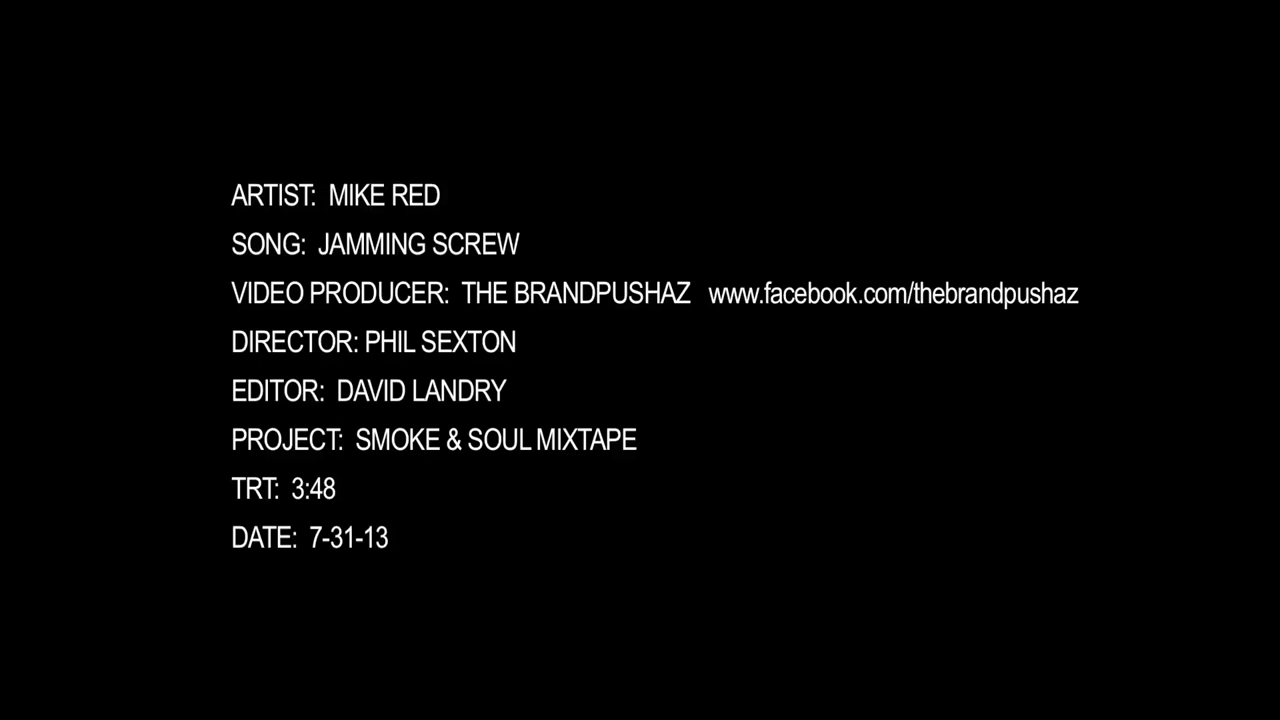 ARTIST: MIKE RED
SONG: JAMMING SCREW
VIDEO PRODUCER: THE BRANDPUSHAZ www.facebook.com/thebrandpushaz
DIRECTOR: PHIL SEXTON
EDITOR: DAVID LANDRY
PROJECT: SMOKE & SOUL MIXTAPE
TRT: 3:48
DATE: 7-31-13